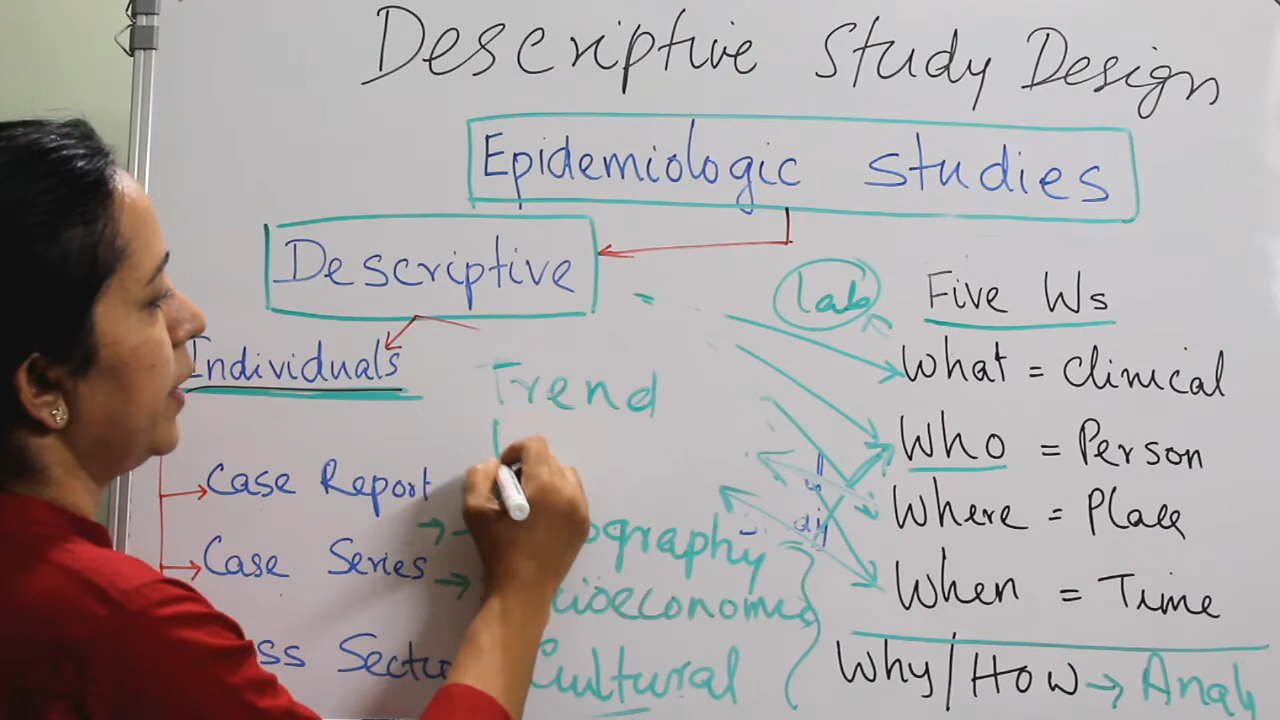 Descriptive Study Design
Epidemiologic studies
Descriptive
Individuals
Case Report
Case Series
Trend
Cultural
lab
Five Ws
What = Clinical
Who = Person
Where = Place
When = Time
Why/How →